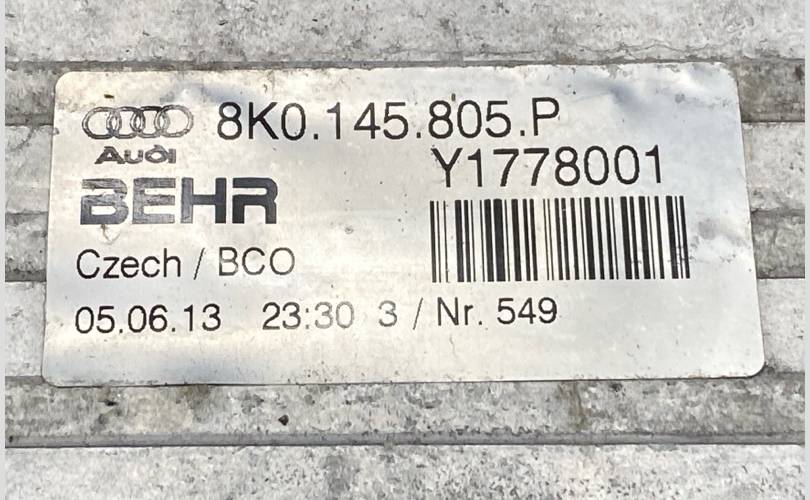 8K0.145.805.P
Audi
Y1778001
BEHR
Czech / BCO
05.06.13 23:30 3 / Nr. 549